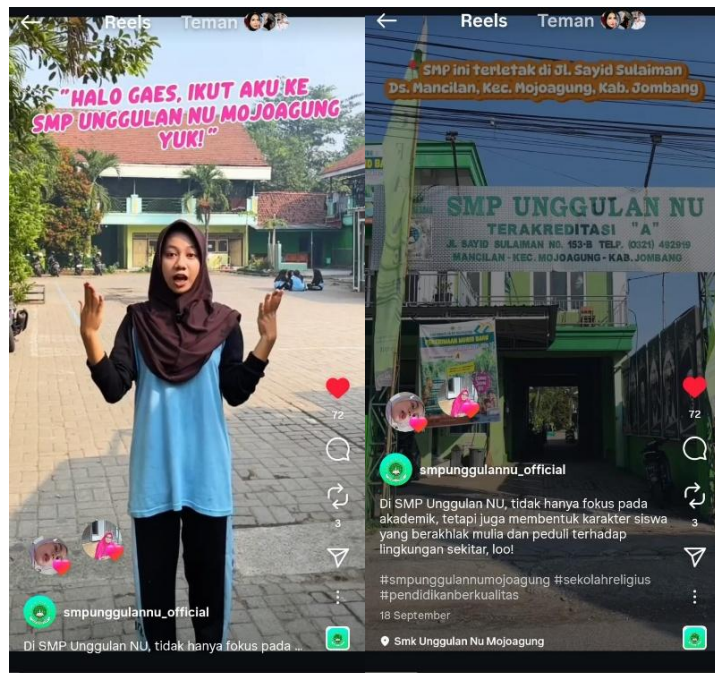 Reels Teman
"HALO GAES, IKUT AKU KE
SMP UNGGULAN NU MOJOAGUNG
YUK!"
72
3
smpunggulannu_official
Di SMP Unggulan NU, tidak hanya fokus pada ...
Reels Teman
SMP ini terletak di Jl. Sayid Sulaiman
Ds. Mancilan, Kec. Mojoagung, Kab. Jombang
SMP UNGGULAN NU
TERAKREDITASI "A"
JL. SAYID SULAIMAN NO. 153-B TELP. (0321) 492919
MANCILAN - KEC. MOJOAGUNG - KAB. JOMBANG
PENERIMAAN MURID BARU
72
smpunggulannu_official
Di SMP Unggulan NU, tidak hanya fokus pada
akademik, tetapi juga membentuk karakter siswa
yang berakhlak mulia dan peduli terhadap
lingkungan sekitar, loo!
3
#smpunggulannumojoagung #sekolahreligius
#pendidikanberkualitas
18 September
Smk Unggulan Nu Mojoagung